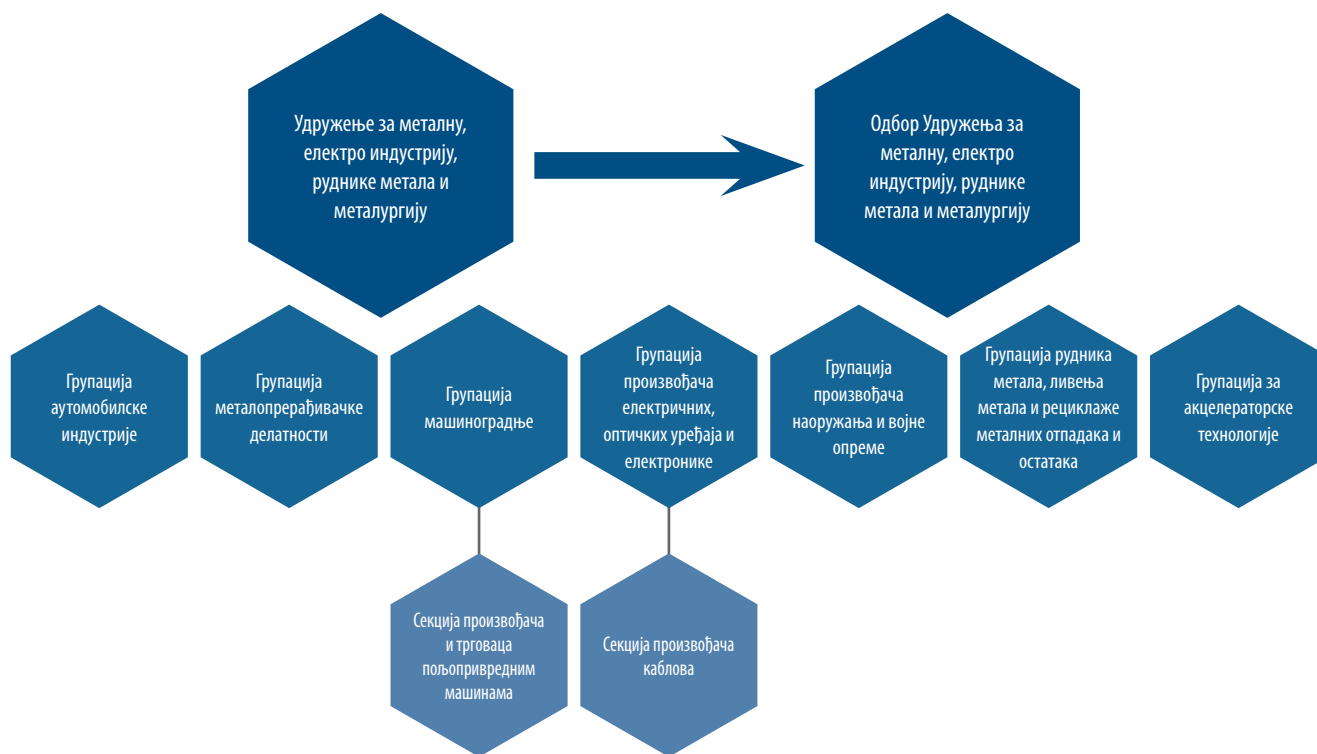 Удружење за металну,
електро индустрију,
руднике метала и
металургију
Одбор Удружења за
металну, електро
индустрију, руднике
метала и металургију
Групација
аутомобилске
индустрије
Групација
металопрерађивачке
делатности
Групација
машиноградње
Групација
произвођача
електричних,
оптичких уређаја и
електронике
Групација
произвођача
наоружања и војне
опреме
Групација рудника
метала, ливења
метала и рециклаже
металних отпадака и
остатака
Групација за
акцелераторске
технологије
Секција произвођача
и трговаца
пољопривредним
машинама
Секција произвођача
каблова